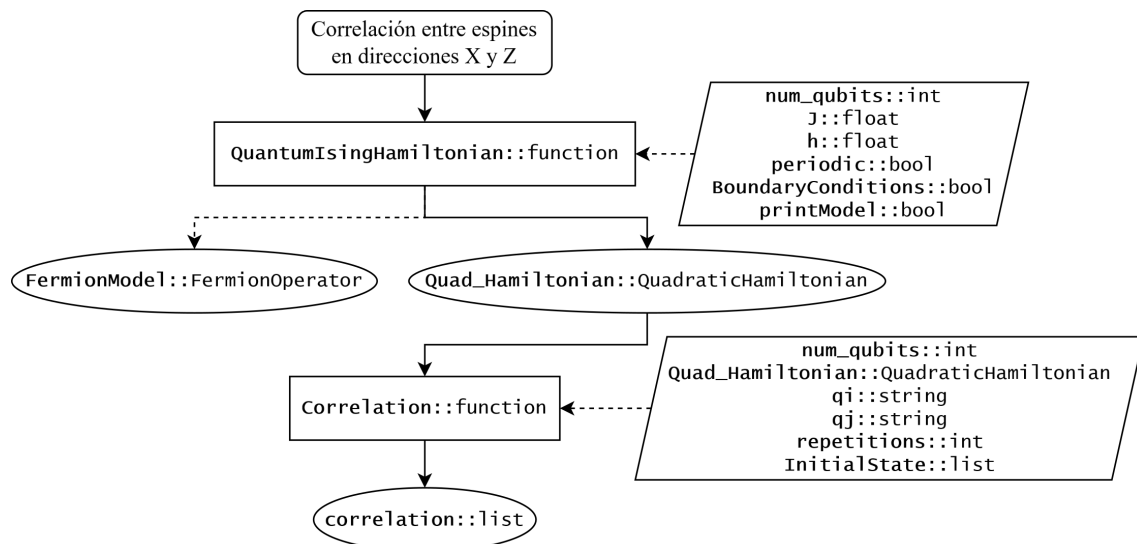 Correlación entre espines
en direcciones X y Z
QuantumIsingHamiltonian::function
num_qubits::int
J::float
h::float
periodic::bool
BoundaryConditions::bool
printModel::bool
FermionModel::FermionOperator
Quad_Hamiltonian::QuadraticHamiltonian
Correlation::function
num_qubits::int
Quad_Hamiltonian::QuadraticHamiltonian
qi::string
qj::string
repetitions::int
InitialState::list
correlation::list